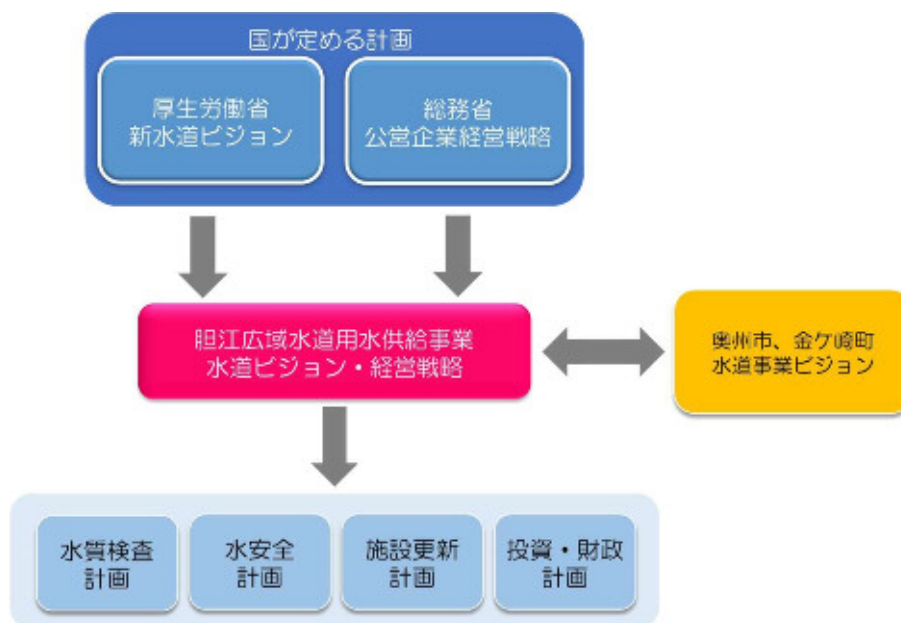 国が定める計画
厚生労働省
新水道ビジョン
総務省
公営企業経営戦略
胆江広域水道用水供給事業
水道ビジョン・経営戦略
奥州市、金ケ崎町
水道事業ビジョン
水質検査
計画
水安全
計画
施設更新
計画
投資・財政
計画